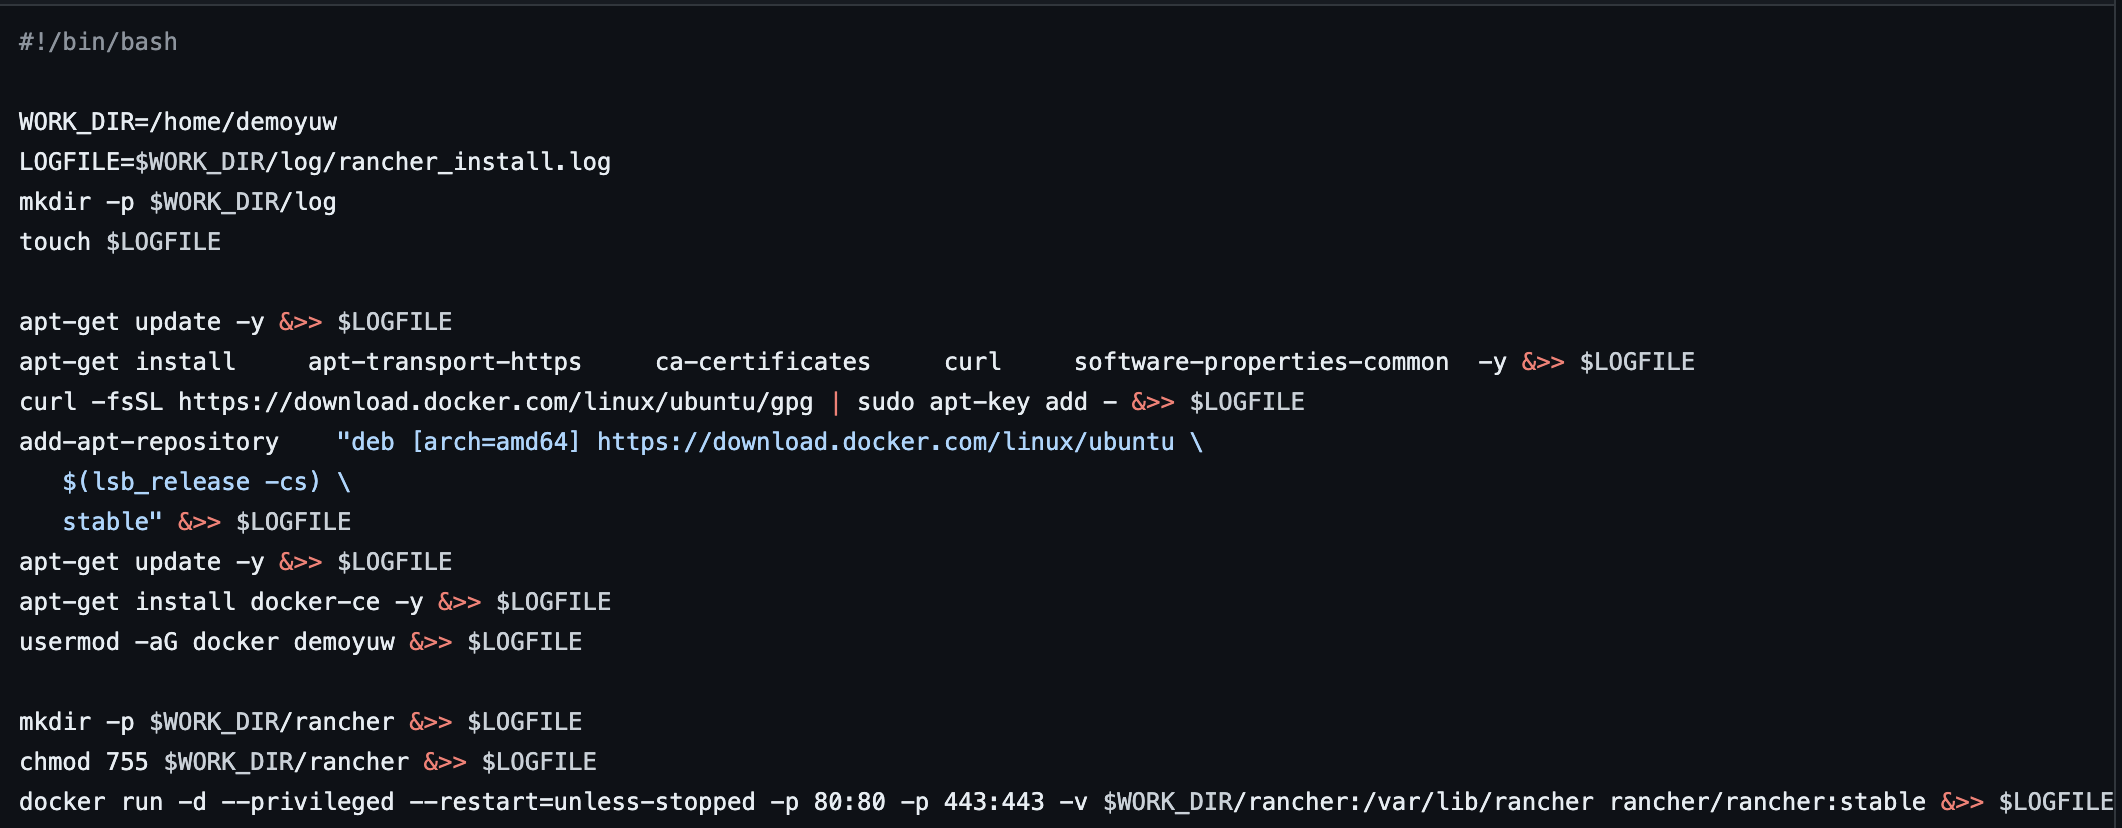 #!/bin/bash

WORK_DIR=/home/demoyuw
LOGFILE=$WORK_DIR/log/rancher_install.log
mkdir -p $WORK_DIR/log
touch $LOGFILE

apt-get update -y &>> $LOGFILE
apt-get install     apt-transport-https     ca-certificates     curl     software-properties-common  -y &>> $LOGFILE
curl -fsSL https://download.docker.com/linux/ubuntu/gpg | sudo apt-key add - &>> $LOGFILE
add-apt-repository    "deb [arch=amd64] https://download.docker.com/linux/ubuntu \
   $(lsb_release -cs) \
   stable" &>> $LOGFILE
apt-get update -y &>> $LOGFILE
apt-get install docker-ce -y &>> $LOGFILE
usermod -aG docker demoyuw &>> $LOGFILE

mkdir -p $WORK_DIR/rancher &>> $LOGFILE
chmod 755 $WORK_DIR/rancher &>> $LOGFILE
docker run -d --privileged --restart=unless-stopped -p 80:80 -p 443:443 -v $WORK_DIR/rancher:/var/lib/rancher rancher/rancher:stable &>> $LOGFILE